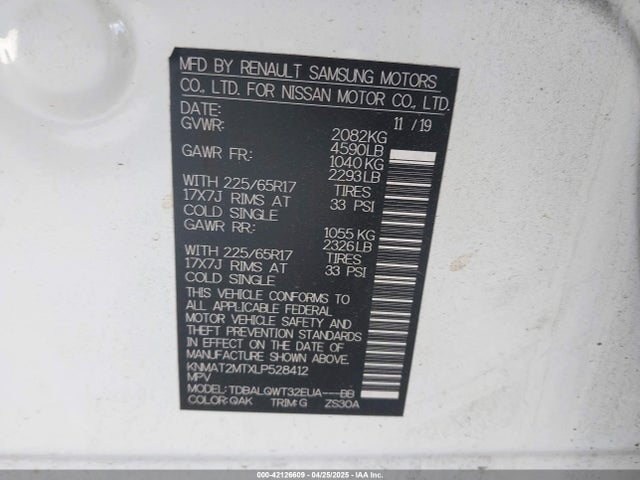 MFD BY RENAULT SAMSUNG MOTORS
CO., LTD. FOR NISSAN MOTOR CO., LTD.
DATE: 11 / 19
GVWR: 2082KG
4590LB
GAWR FR: 1040 KG
2293LB
WITH 225/65R17 TIRES
17X7J RIMS AT 33 PSI
COLD SINGLE
GAWR RR: 1055 KG
2326LB
WITH 225/65R17 TIRES
17X7J RIMS AT 33 PSI
COLD SINGLE
THIS VEHICLE CONFORMS TO
ALL APPLICABLE FEDERAL
MOTOR VEHICLE SAFETY AND
THEFT PREVENTION STANDARDS
IN EFFECT ON THE DATE OF
MANUFACTURE SHOWN ABOVE.
KNMAT2MTXLP528412
MPV
MODEL: TDBALQWT32EUA---BB
COLOR: QAK TRIM: G ZS30A
000-42126609 - 04/25/2025 - IAA Inc.